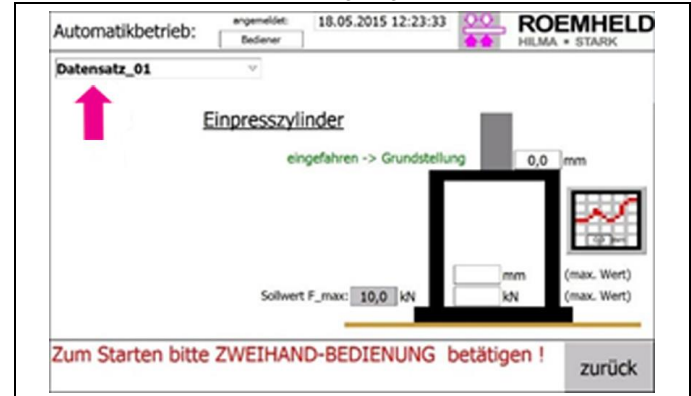 Automatikbetrieb:
angemeldet:
Bediener
18.05.2015 12:23:33
ROEMHELD
HILMA • STARK
Datensatz_01
Einpresszylinder
eingefahren -> Grundstellung
0,0 mm
mm (max. Wert)
Sollwert F_max: 10,0 kN
kN (max. Wert)
Zum Starten bitte ZWEIHAND-BEDIENUNG betätigen !
zurück